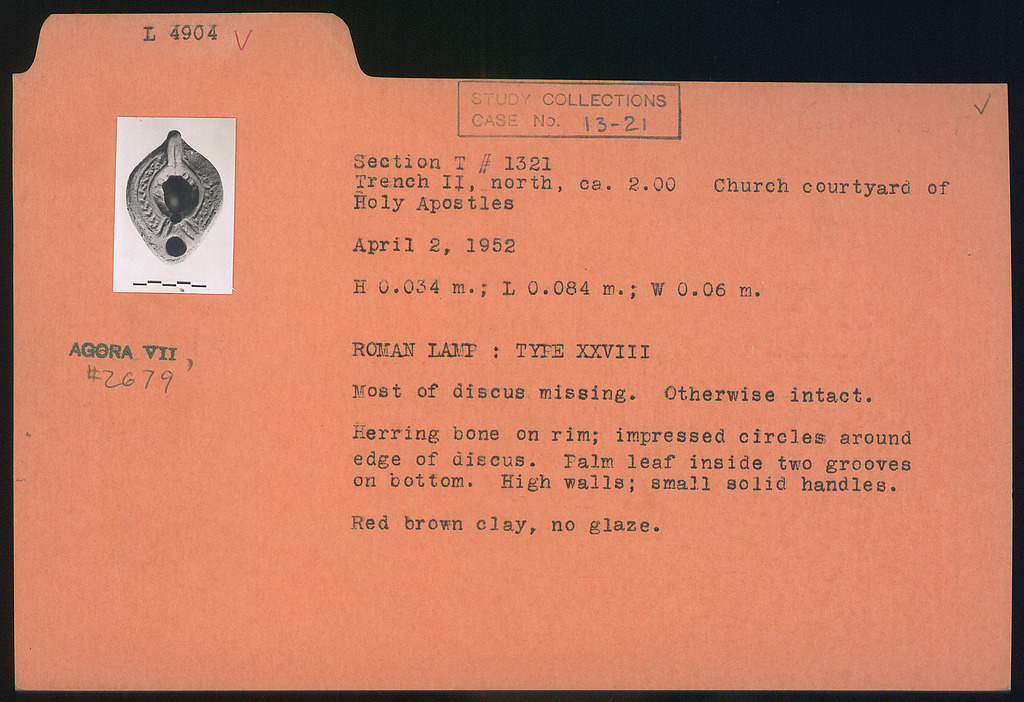 L 4904 V
STUDY COLLECTIONS
CASE No. 13-21
Section T # 1321
Trench II, north, ca. 2.00 Church courtyard of
Holy Apostles
April 2, 1952
H 0.034 m.; L 0.084 m.; W 0.06 m.
AGORA VII,
#2679
ROMAN LAMP : TYPE XXVIII
Most of discus missing. Otherwise intact.
Herring bone on rim; impressed circles around
edge of discus. Palm leaf inside two grooves
on bottom. High walls; small solid handles.
Red brown clay, no glaze.